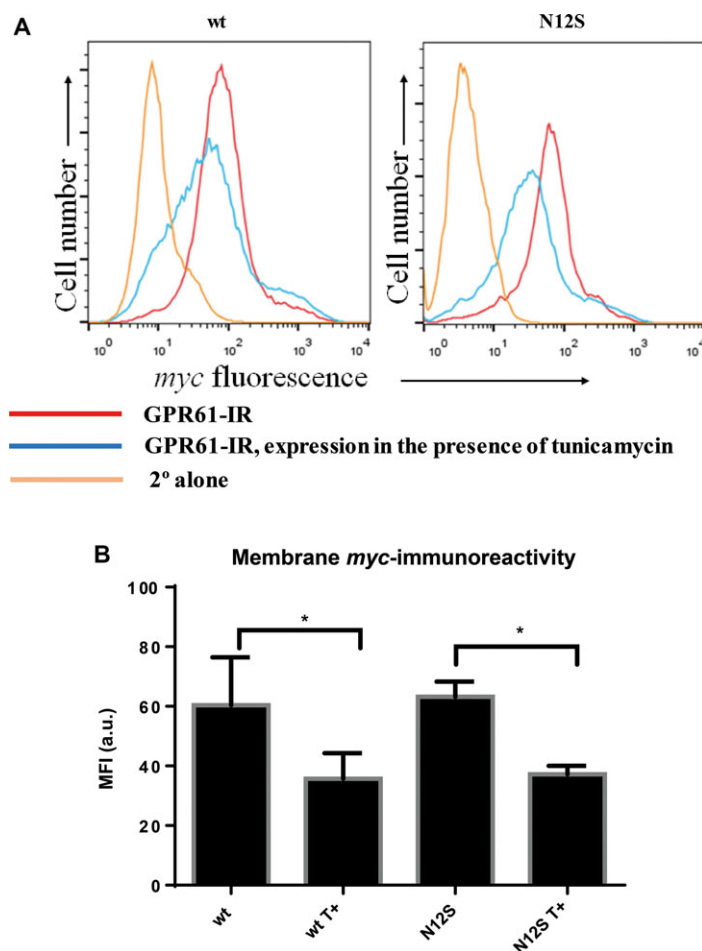 A
wt
N12S
Cell number
Cell number
10⁰ 10¹ 10² 10³ 10⁴
10⁰ 10¹ 10² 10³ 10⁴
myc fluorescence
GPR61-IR
GPR61-IR, expression in the presence of tunicamycin
2º alone
B
Membrane myc-immunoreactivity
100
80
60
40
20
0
MFI (a.u.)
* *
wt wt T+ N12S N12S T+